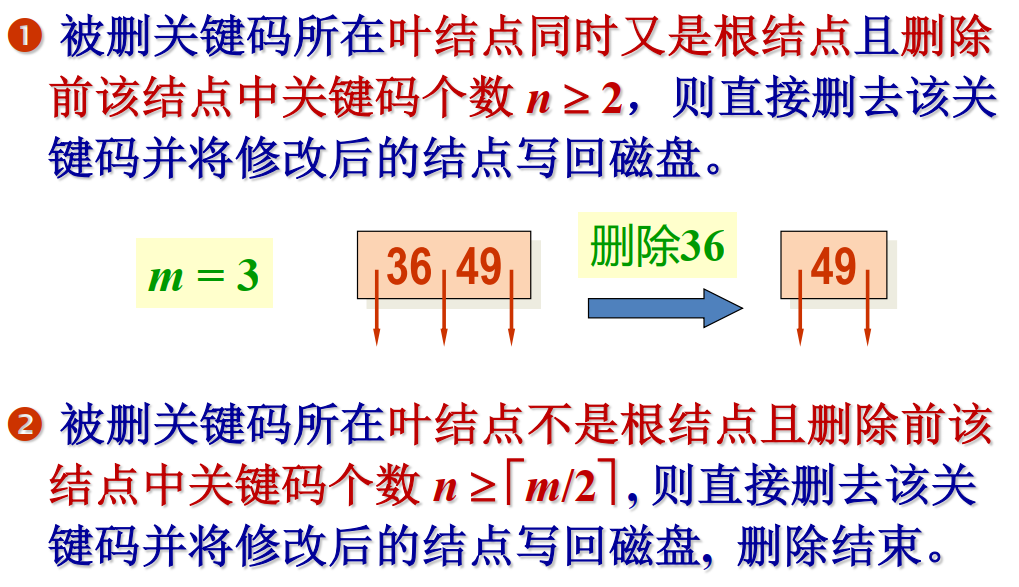 ❶ 被删关键码所在叶结点同时又是根结点且删除
前该结点中关键码个数 n ≥ 2，则直接删去该关
键码并将修改后的结点写回磁盘。
m = 3
36 49
删除36
49
❷ 被删关键码所在叶结点不是根结点且删除前该
结点中关键码个数 n ≥⌈m/2⌉, 则直接删去该关
键码并将修改后的结点写回磁盘, 删除结束。